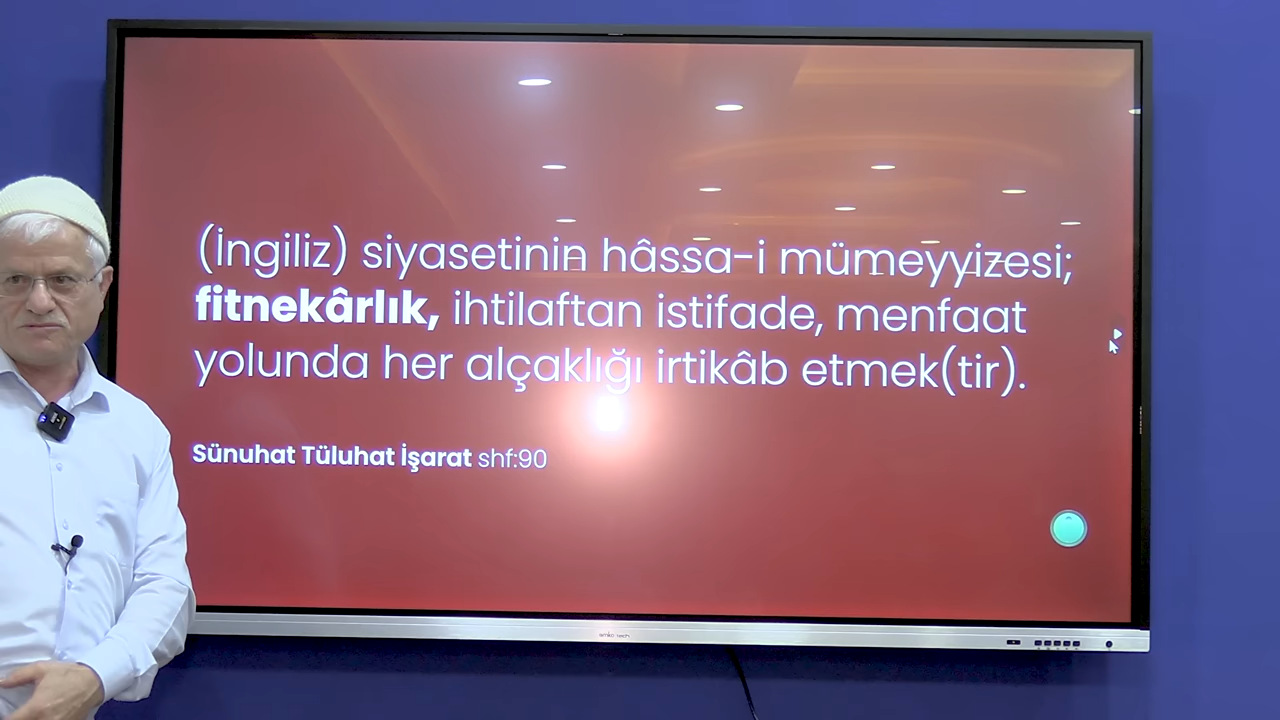 (İngiliz) siyasetinin hâssa-i mümeyyizesi;
fitnekârlık, ihtilaftan istifade, menfaat
yolunda her alçaklığı irtikâb etmek(tir).
Sünuhat Tüluhat İşarat shf:90